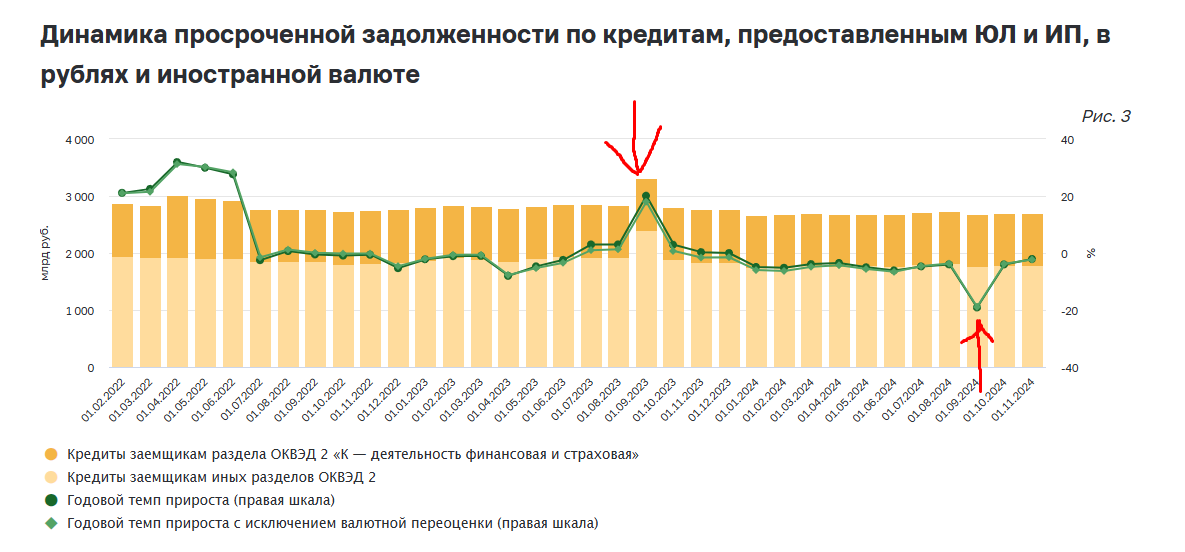 Динамика просроченной задолженности по кредитам, предоставленным ЮЛ и ИП, в
рублях и иностранной валюте
Рис. 3
4 000 40
3 000 20
млрд руб. 2 000 0 %
1 000 -20
0 -40
01.02.2022 01.03.2022 01.04.2022 01.05.2022 01.06.2022 01.07.2022 01.08.2022 01.09.2022 01.10.2022 01.11.2022 01.12.2022 01.01.2023 01.02.2023 01.03.2023 01.04.2023 01.05.2023 01.06.2023 01.07.2023 01.08.2023 01.09.2023 01.10.2023 01.11.2023 01.12.2023 01.01.2024 01.02.2024 01.03.2024 01.04.2024 01.05.2024 01.06.2024 01.07.2024 01.08.2024 01.09.2024 01.10.2024 01.11.2024
Кредиты заемщикам раздела ОКВЭД 2 «К — деятельность финансовая и страховая»
Кредиты заемщикам иных разделов ОКВЭД 2
Годовой темп прироста (правая шкала)
Годовой темп прироста с исключением валютной переоценки (правая шкала)